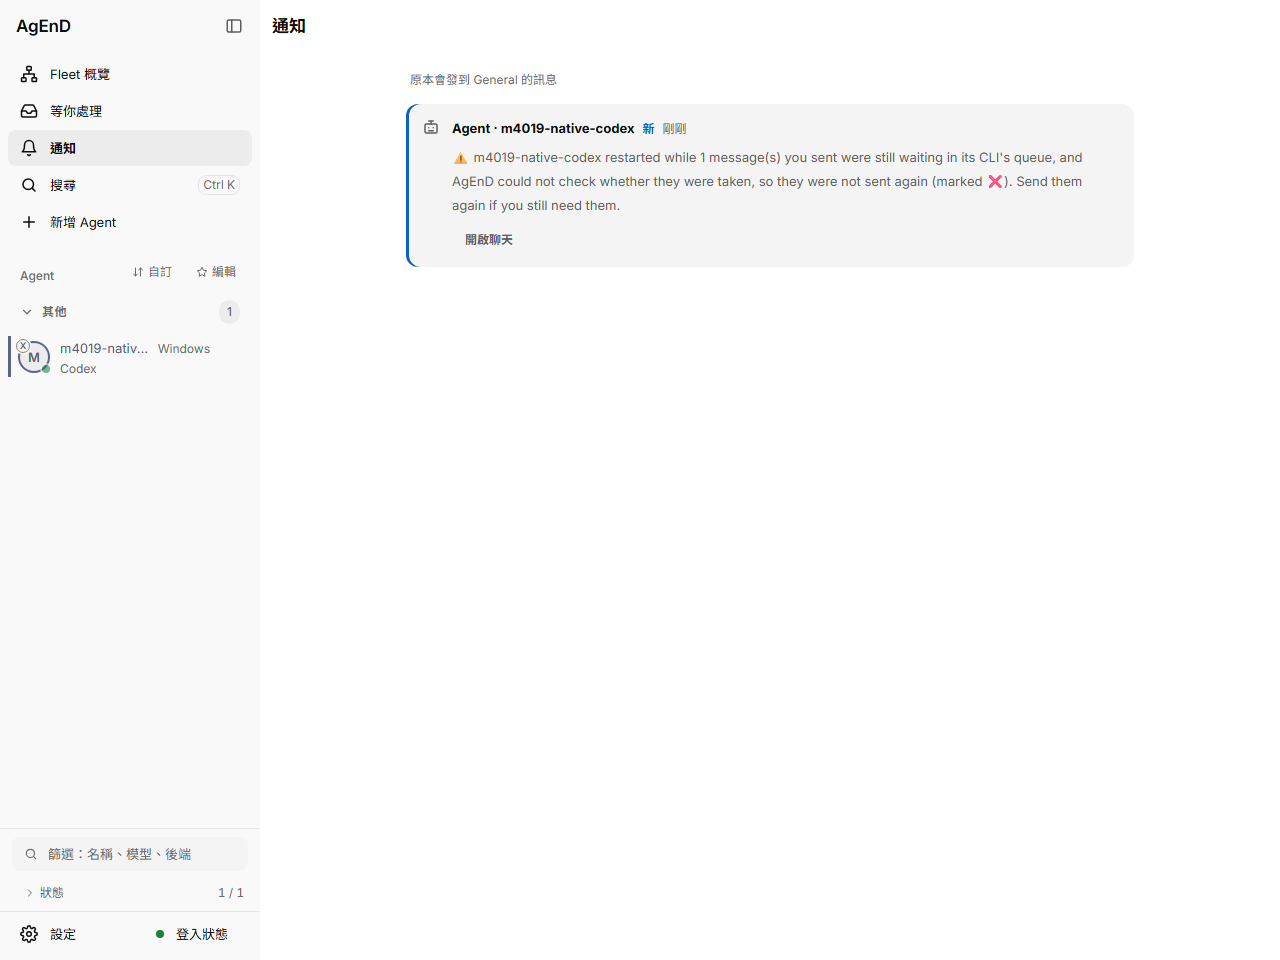 AgEnD
Fleet 概覽
等你處理
通知
搜尋 Ctrl K
新增 Agent
Agent 自訂 編輯
其他 1
X M m4019-nativ... Windows
Codex
篩選：名稱、模型、後端
狀態 1 / 1
設定 登入狀態
通知
原本會發到 General 的訊息
Agent · m4019-native-codex 新 剛剛
⚠️ m4019-native-codex restarted while 1 message(s) you sent were still waiting in its CLI's queue, and
AgEnD could not check whether they were taken, so they were not sent again (marked ❌). Send them
again if you still need them.
開啟聊天